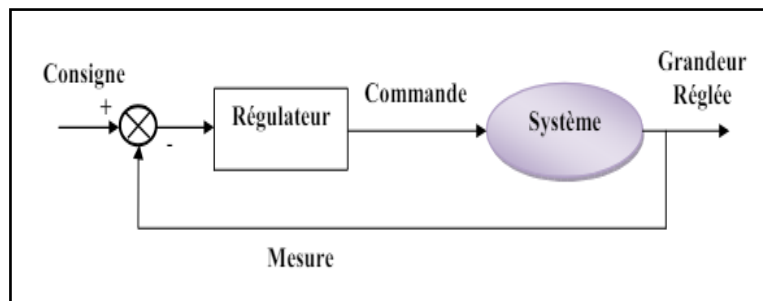 Consigne
+
-
Régulateur
Commande
Système
Grandeur
Réglée
Mesure